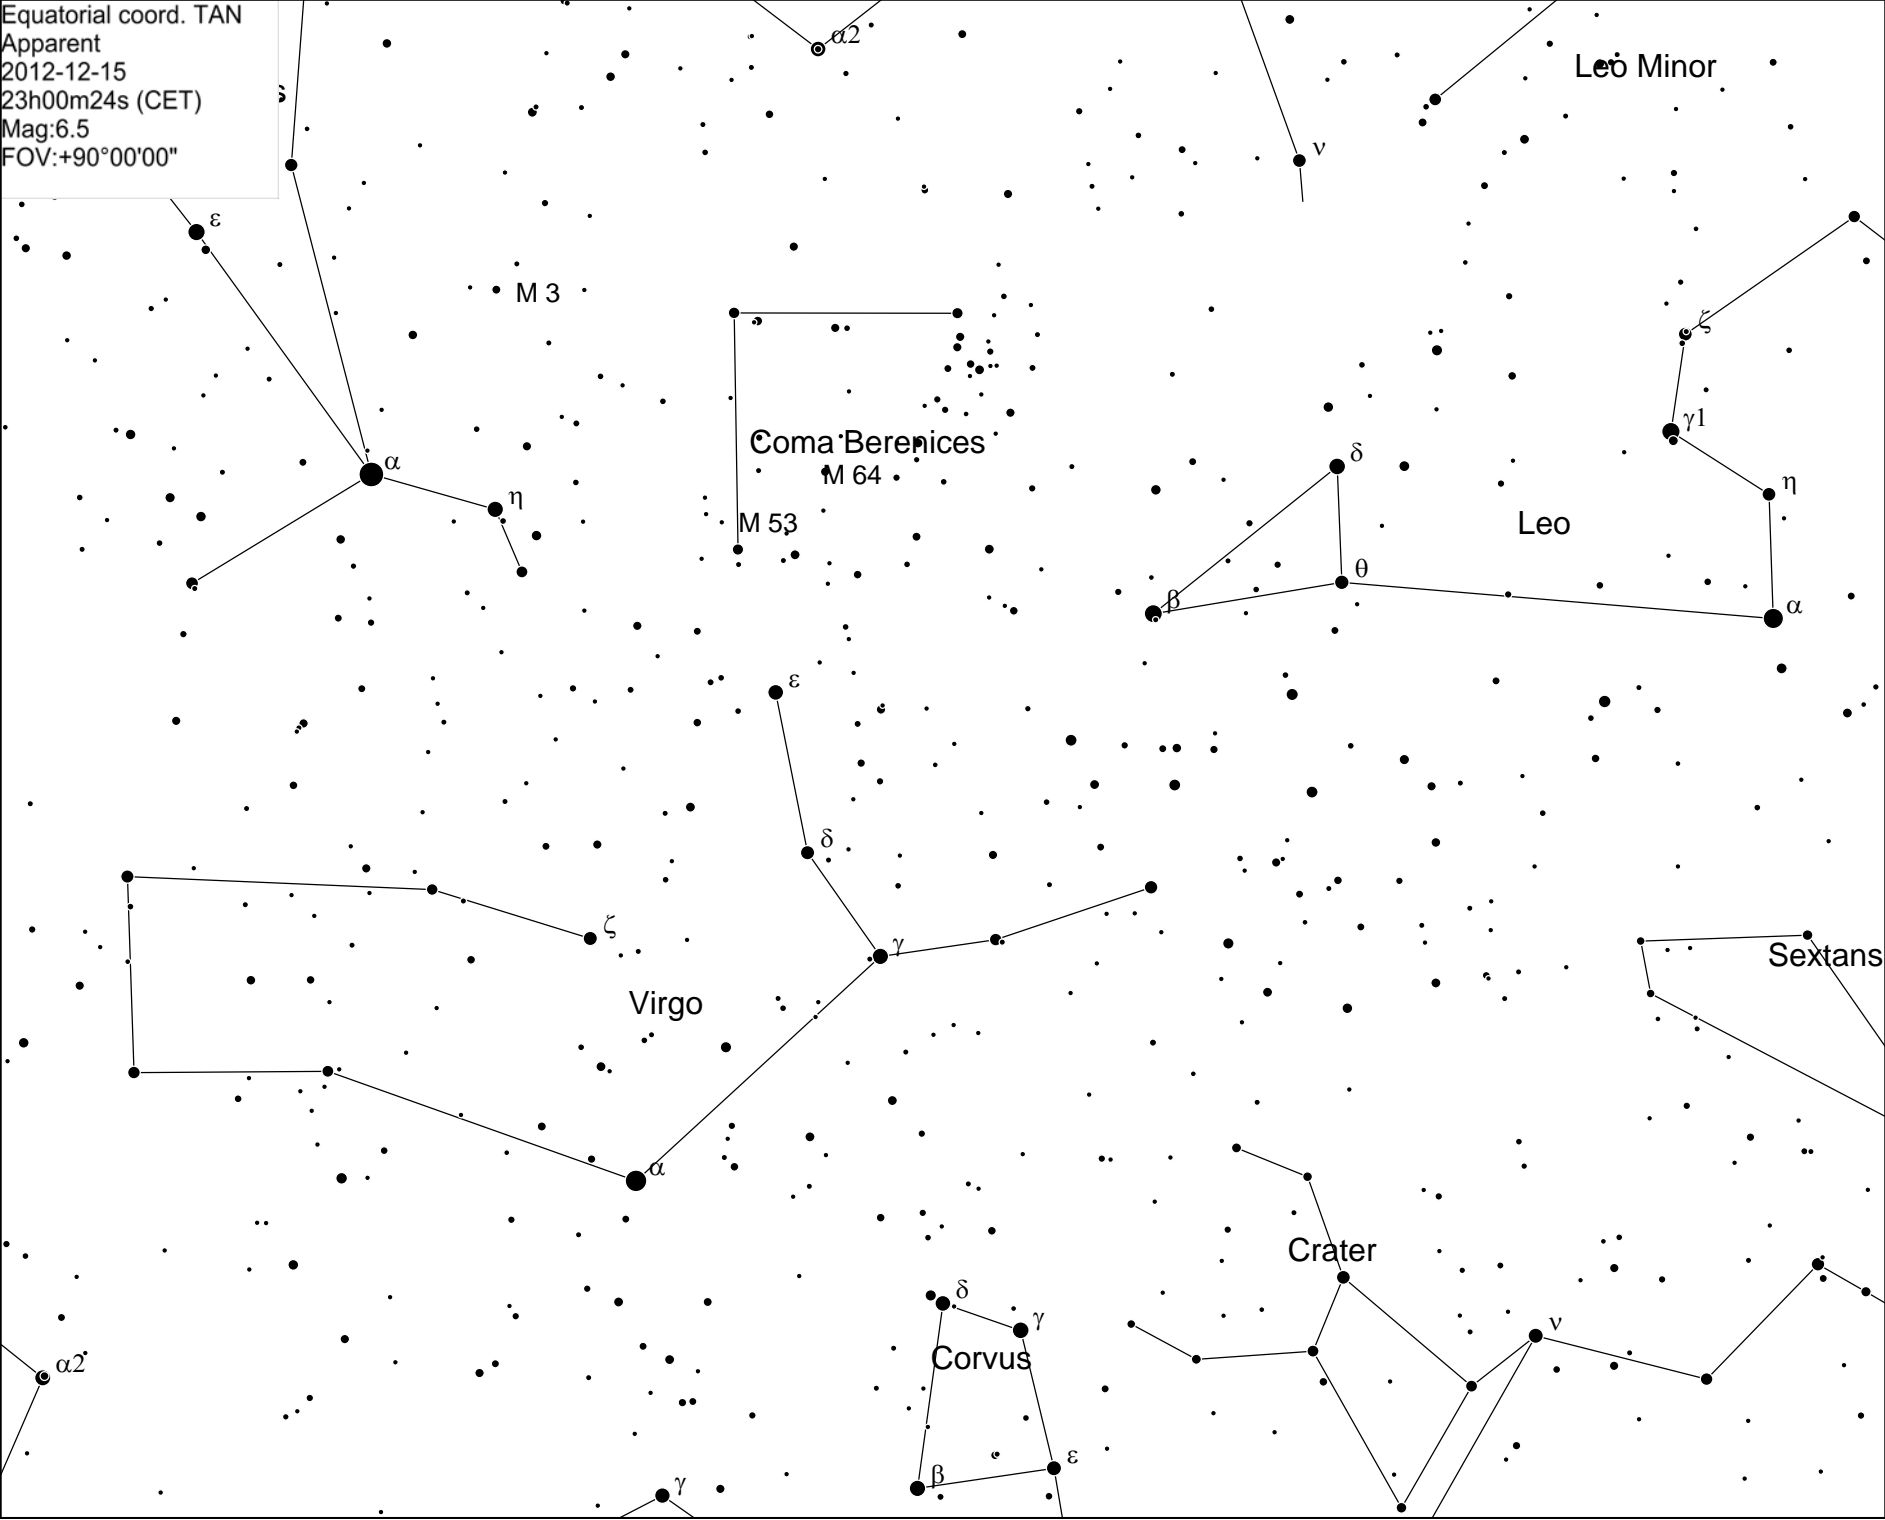 Equatorial coord. TAN
Apparent
2012-12-15
23h00m24s (CET)
Mag:6.5
FOV:+90°00'00"
s
α2
Leo Minor
ν
ε
M 3
ζ
γ1
Coma Berenices
M 64
δ
α
η
η
M 53
Leo
θ
β
α
ε
δ
ζ
γ
Sextans
Virgo
α
Crater
δ
γ
ν
Corvus
α2
ε
β
γ